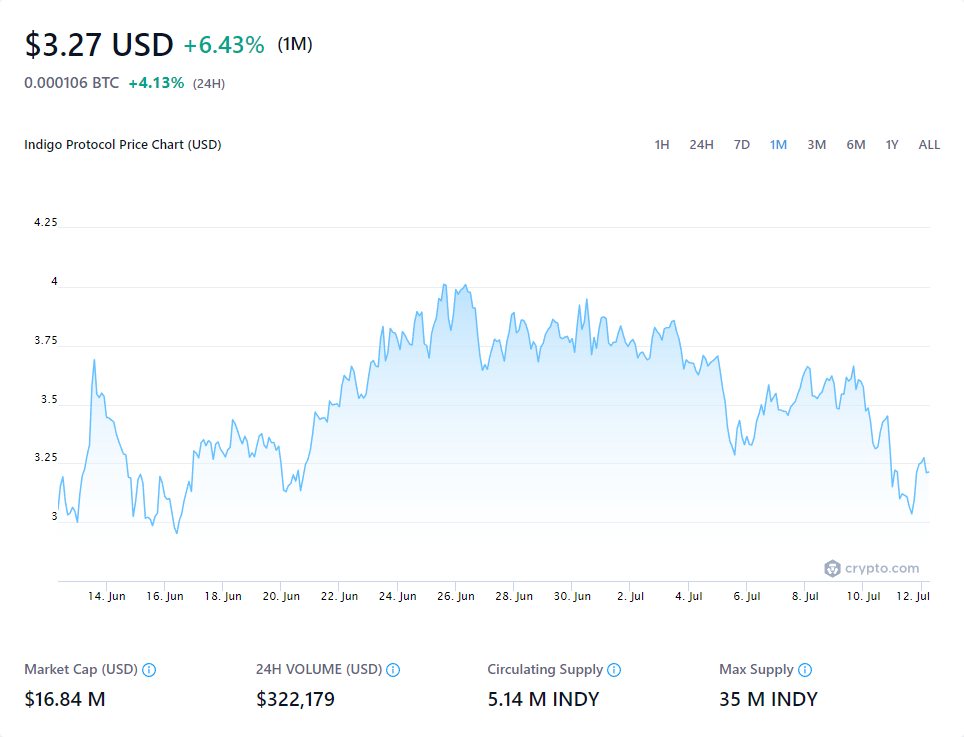 $3.27 USD +6.43% (1M)
0.000106 BTC +4.13% (24H)
Indigo Protocol Price Chart (USD) 1H 24H 7D 1M 3M 6M 1Y ALL
4.25
4
3.75
3.5
3.25
3
crypto.com
14. Jun 16. Jun 18. Jun 20. Jun 22. Jun 24. Jun 26. Jun 28. Jun 30. Jun 2. Jul 4. Jul 6. Jul 8. Jul 10. Jul 12. Jul
Market Cap (USD) 24H VOLUME (USD) Circulating Supply Max Supply
$16.84 M $322,179 5.14 M INDY 35 M INDY